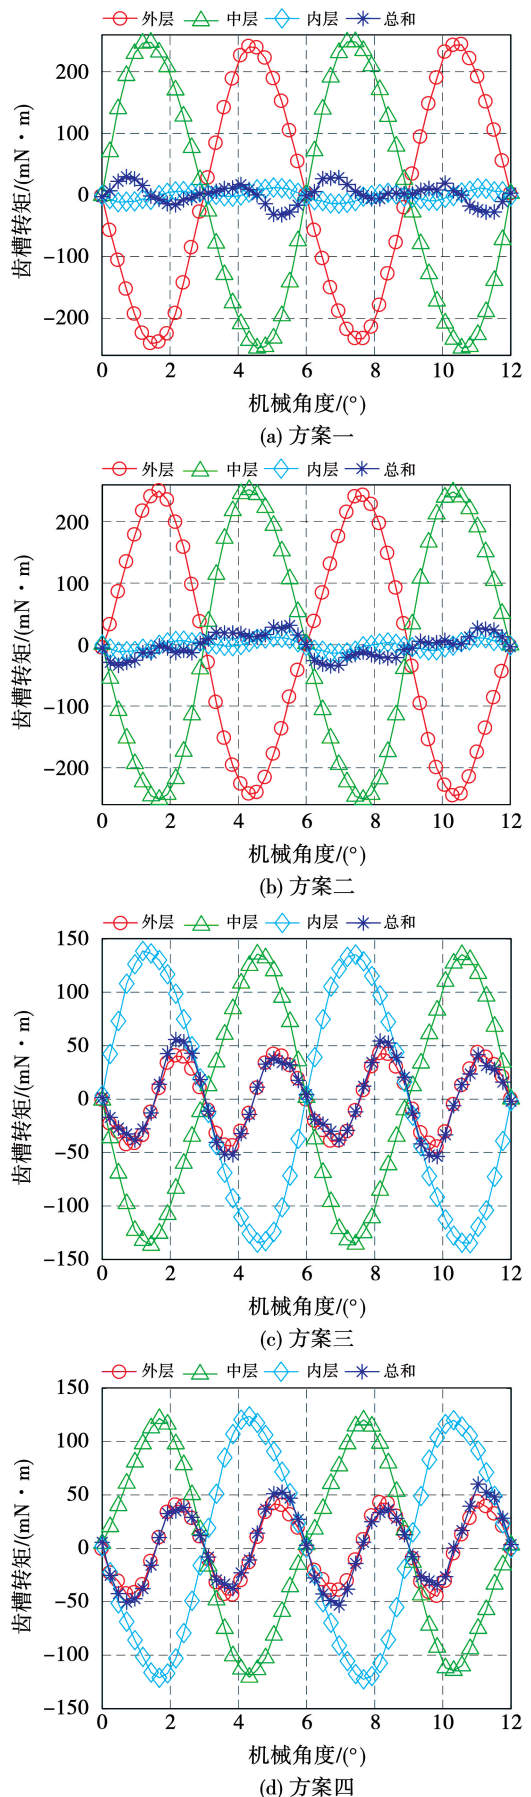 外层 中层 内层 总和
200
100
0
-100
-200
齿槽转矩/(mN·m)
0 2 4 6 8 10 12
机械角度/(°)
(a) 方案一
外层 中层 内层 总和
200
100
0
-100
-200
齿槽转矩/(mN·m)
0 2 4 6 8 10 12
机械角度/(°)
(b) 方案二
外层 中层 内层 总和
150
100
50
0
-50
-100
-150
齿槽转矩/(mN·m)
0 2 4 6 8 10 12
机械角度/(°)
(c) 方案三
外层 中层 内层 总和
150
100
50
0
-50
-100
-150
齿槽转矩/(mN·m)
0 2 4 6 8 10 12
机械角度/(°)
(d) 方案四